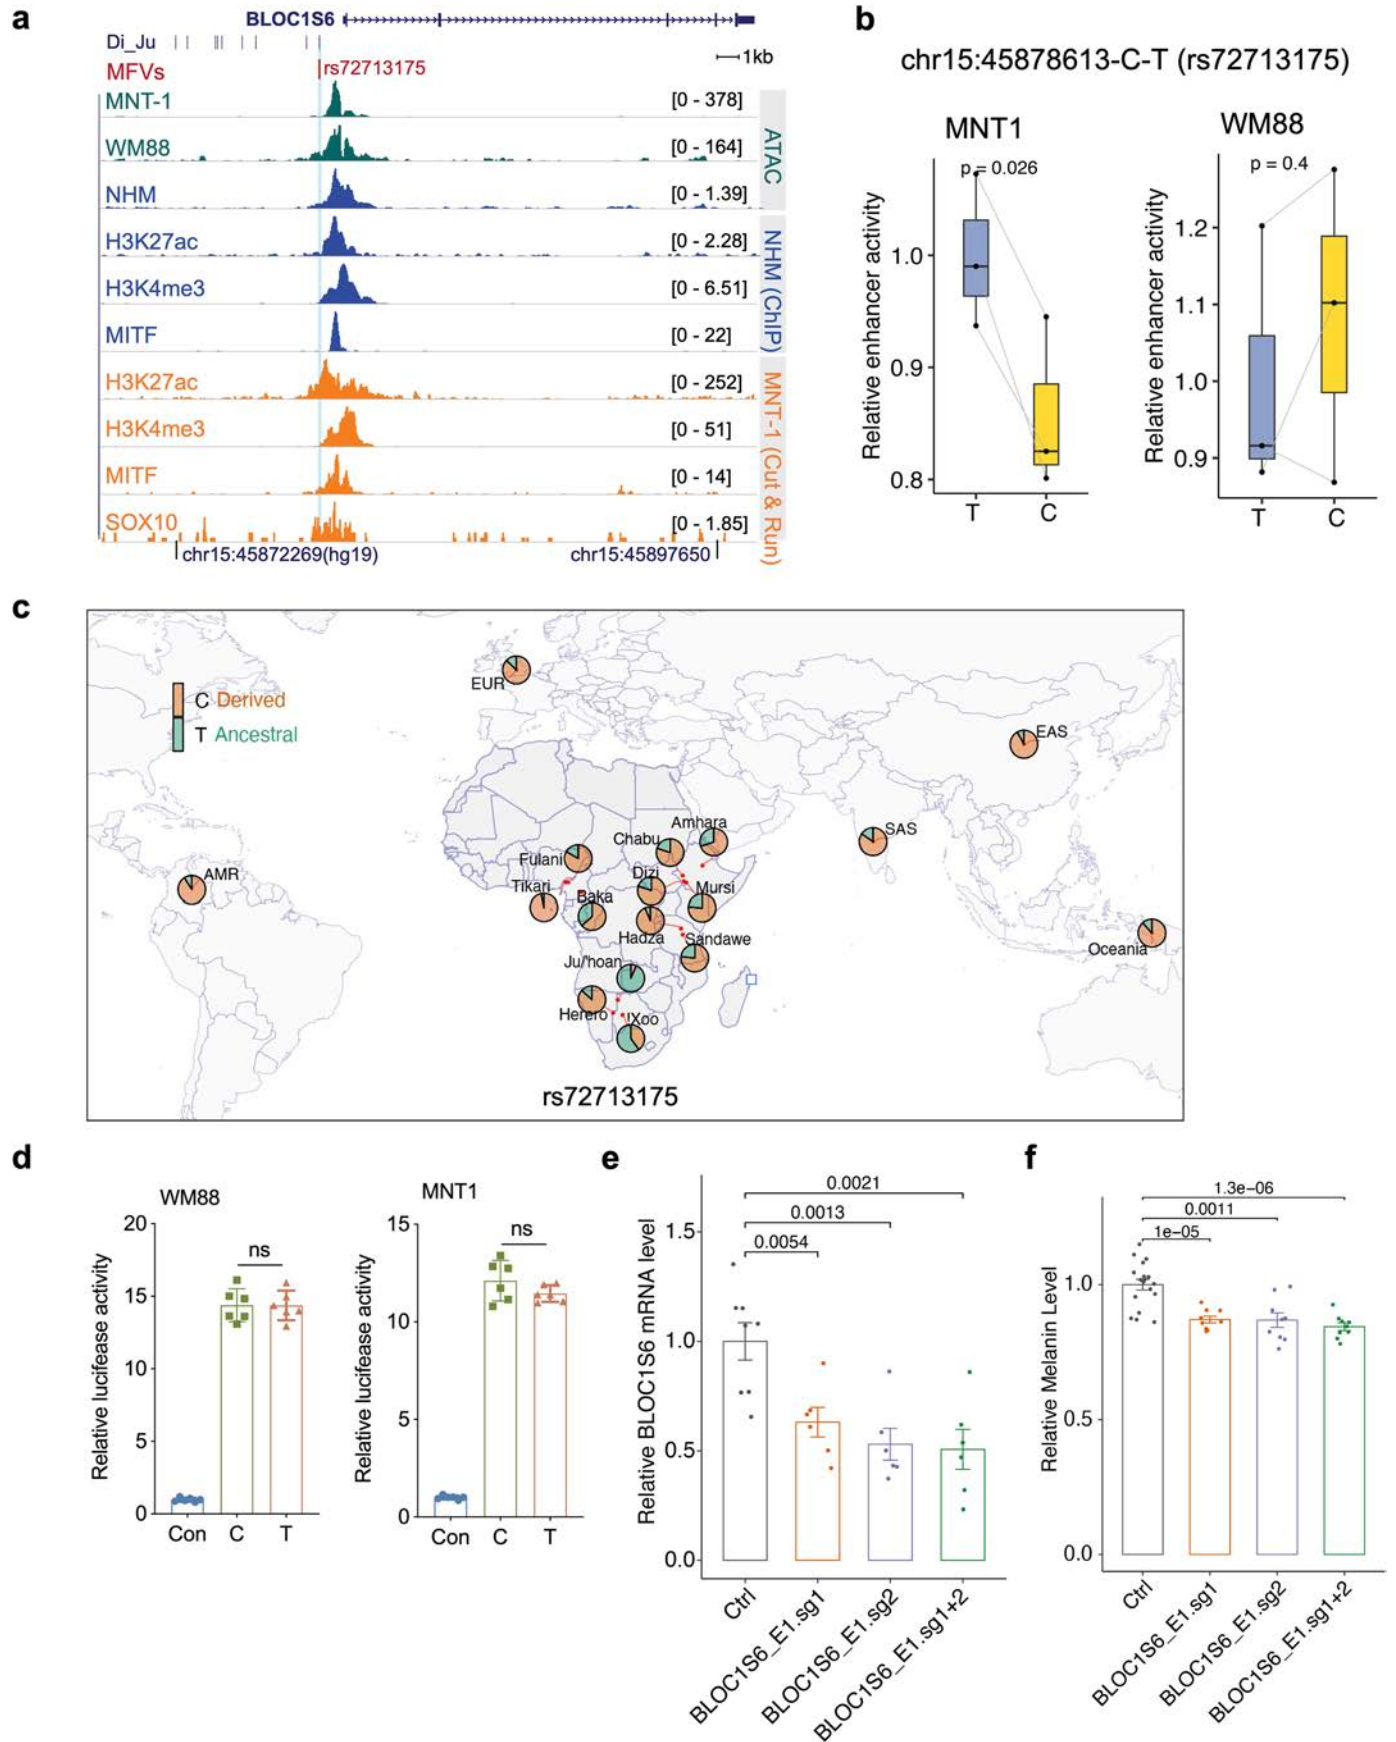 a
BLOC1S6
Di_Ju
1kb
MFVs
rs72713175
MNT-1
[0 - 378]
WM88
[0 - 164]
NHM
[0 - 1.39]
ATAC
H3K27ac
[0 - 2.28]
H3K4me3
[0 - 6.51]
MITF
[0 - 22]
NHM (ChIP)
H3K27ac
[0 - 252]
H3K4me3
[0 - 51]
MITF
[0 - 14]
SOX10
[0 - 1.85]
MNT-1 (Cut & Run)
chr15:45872269(hg19)
chr15:45897650
b
chr15:45878613-C-T (rs72713175)
MNT1
p = 0.026
Relative enhancer activity
1.0
0.9
0.8
T
C
WM88
p = 0.4
Relative enhancer activity
1.2
1.1
1.0
0.9
T
C
c
C Derived
T Ancestral
EUR
EAS
SAS
AMR
Oceania
Amhara
Chabu
Fulani
Dizi
Tikari
Mursi
Baka
Hadza
Sandawe
Ju/'hoan
Herero
!Xoo
rs72713175
d
WM88
Relative lucifease activity
20
15
10
5
0
ns
Con
C
T
MNT1
Relative lucifease activity
15
10
5
0
ns
Con
C
T
e
Relative BLOC1S6 mRNA level
1.5
1.0
0.5
0.0
0.0021
0.0013
0.0054
Ctrl
BLOC1S6_E1.sg1
BLOC1S6_E1.sg2
BLOC1S6_E1.sg1+2
f
Relative Melanin Level
1.0
0.5
0.0
1.3e−06
0.0011
1e−05
Ctrl
BLOC1S6_E1.sg1
BLOC1S6_E1.sg2
BLOC1S6_E1.sg1+2